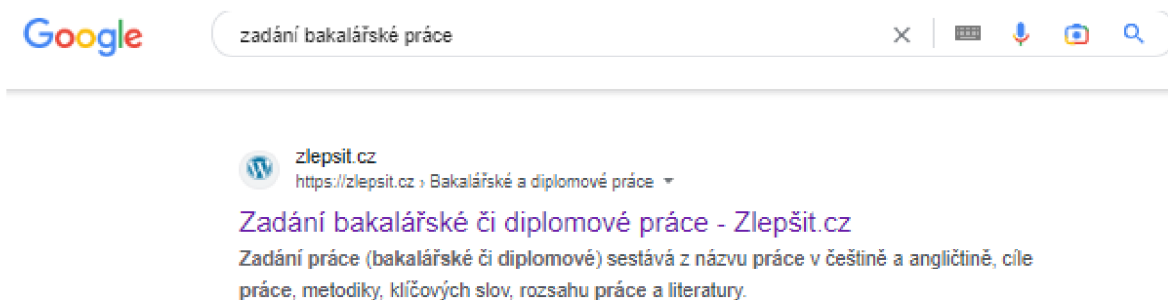 Google
zadání bakalářské práce
zlepsit.cz
https://zlepsit.cz › Bakalářské a diplomové práce
Zadání bakalářské či diplomové práce - Zlepšit.cz
Zadání práce (bakalářské či diplomové) sestává z názvu práce v češtině a angličtině, cíle
práce, metodiky, klíčových slov, rozsahu práce a literatury.